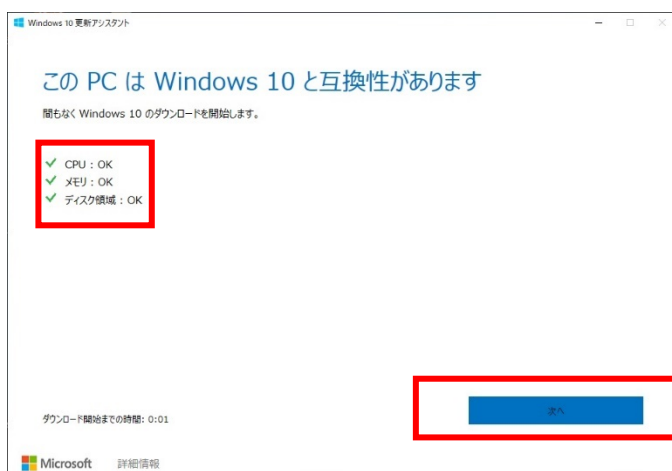 Windows 10 更新アシスタント
この PC は Windows 10 と互換性があります
間もなく Windows 10 のダウンロードを開始します。
CPU : OK
メモリ : OK
ディスク領域 : OK
次へ
ダウンロード開始までの時間: 0:01
Microsoft 詳細情報